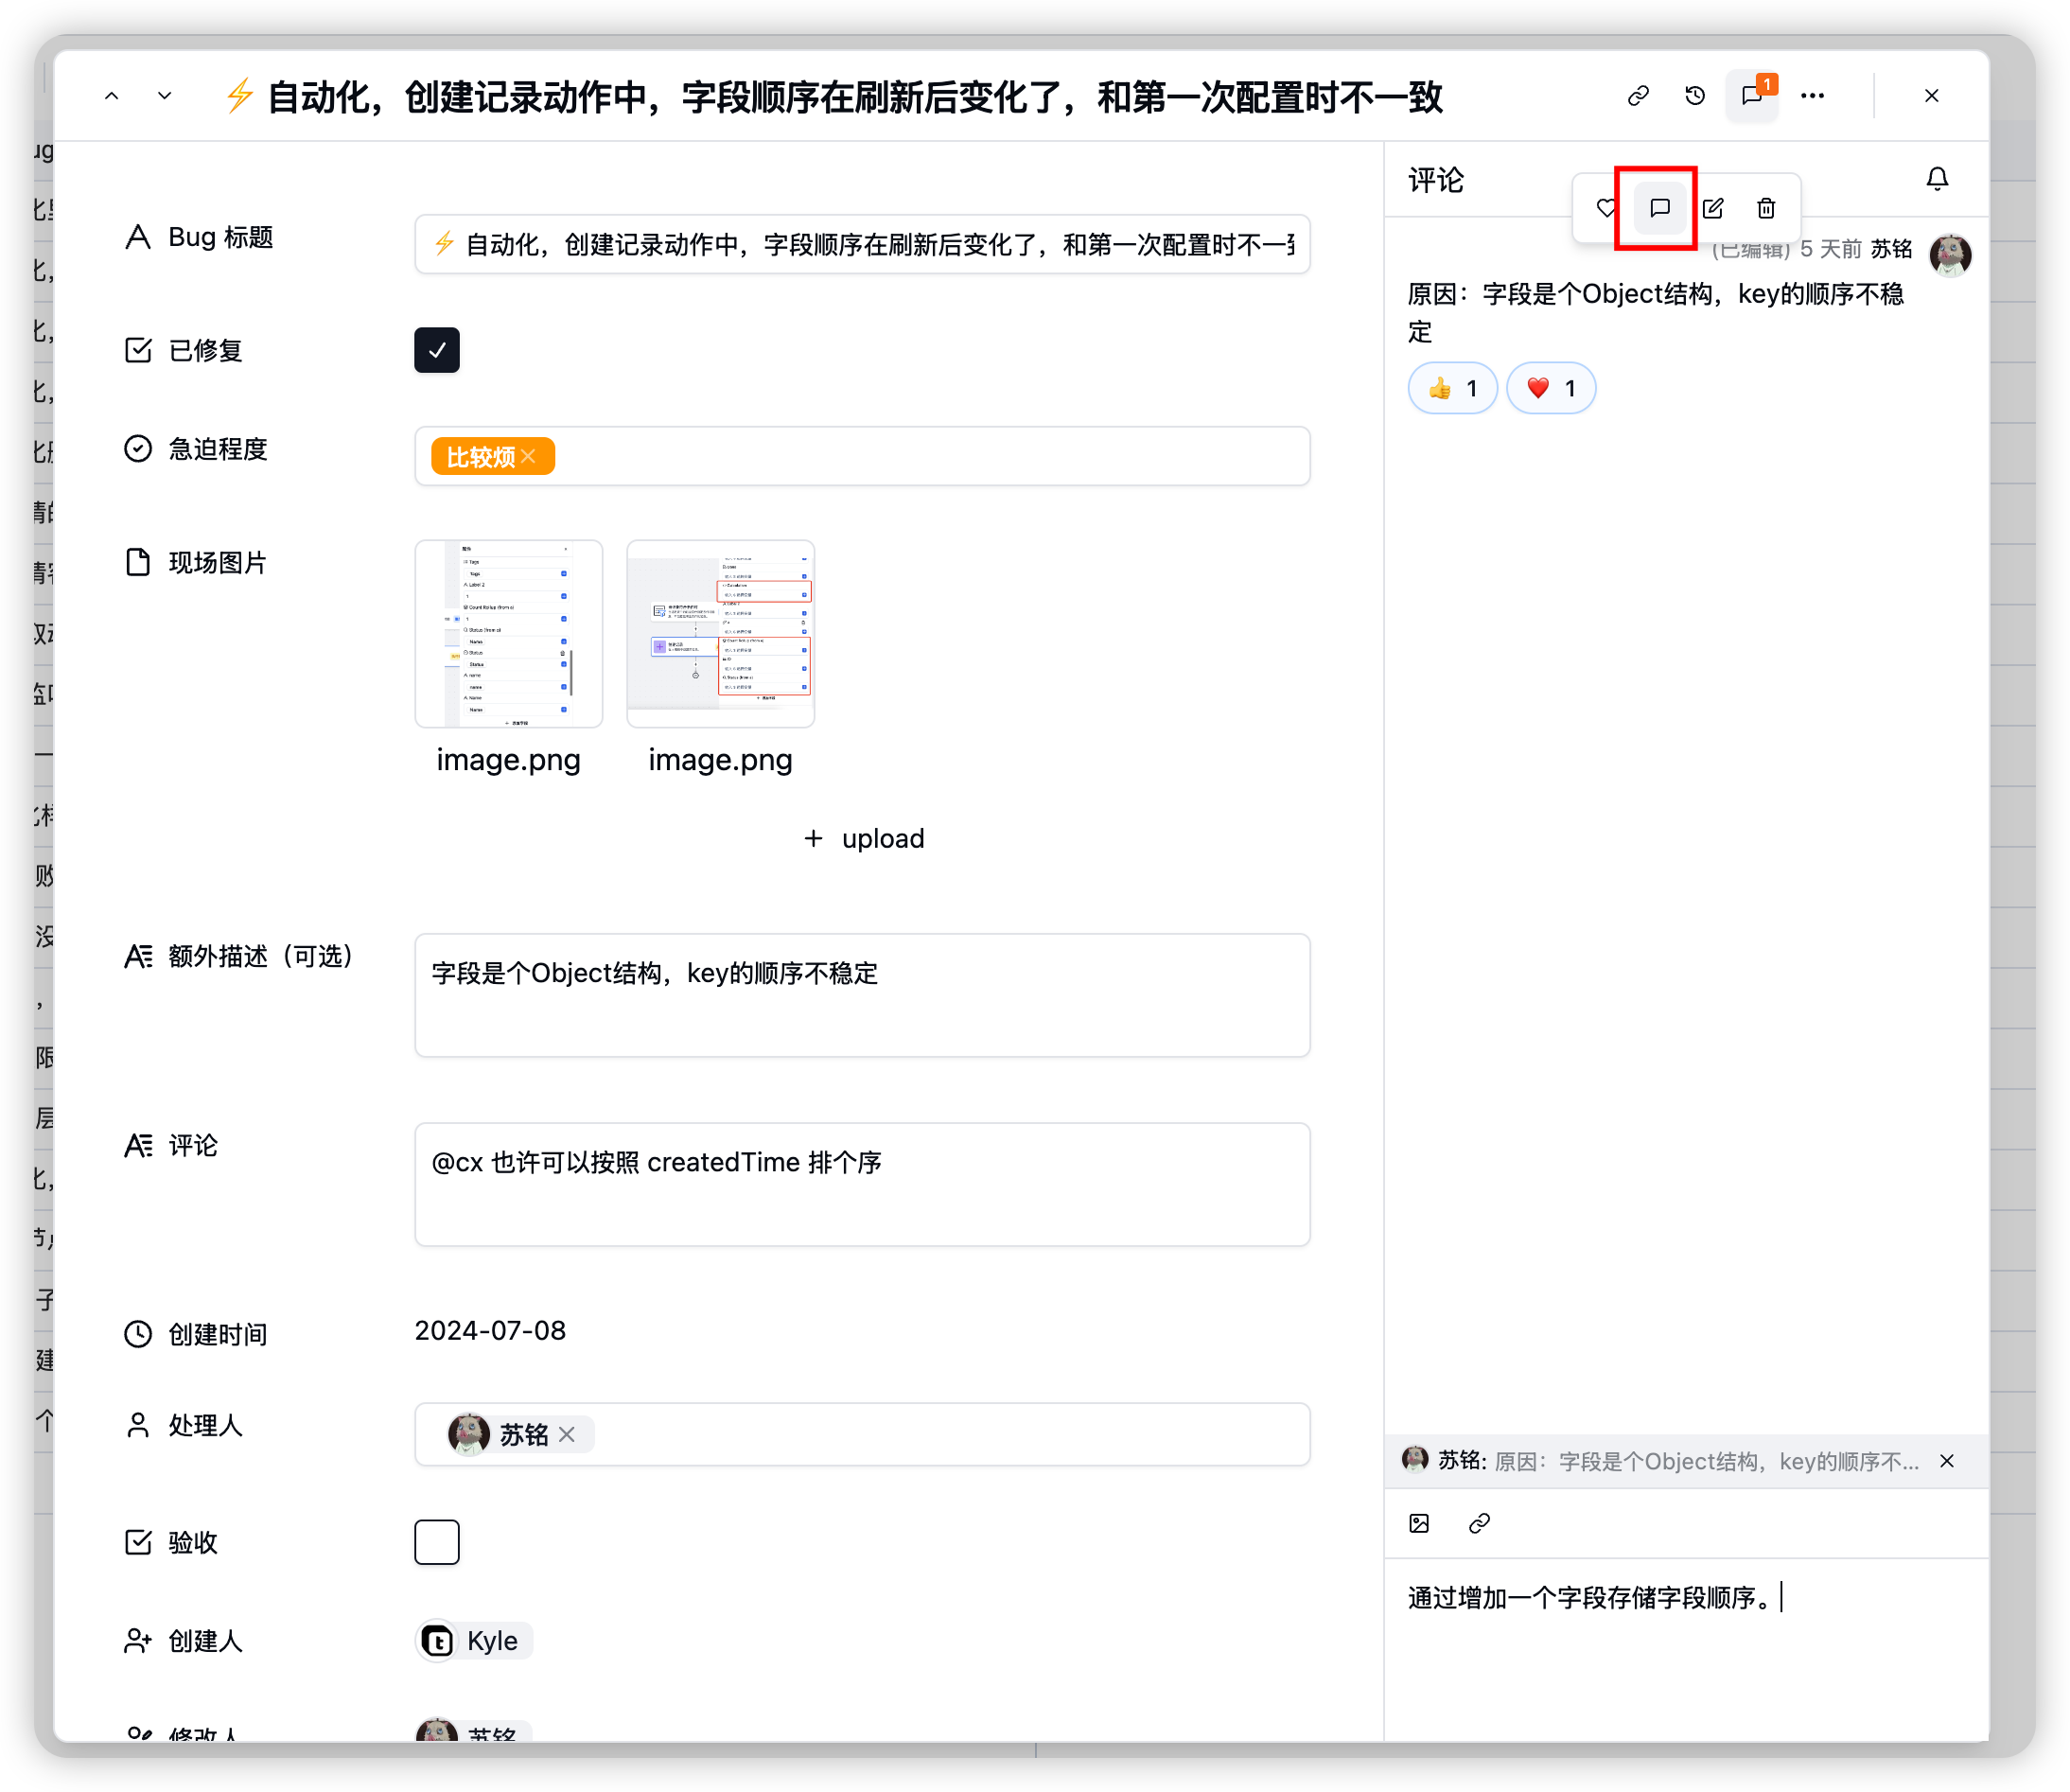 ⚡ 自动化，创建记录动作中，字段顺序在刷新后变化了，和第一次配置时不一致
1
Bug 标题
⚡ 自动化，创建记录动作中，字段顺序在刷新后变化了，和第一次配置时不一
已修复
急迫程度
比较烦
现场图片
image.png
image.png
+ upload
额外描述（可选）
字段是个Object结构，key的顺序不稳定
评论
@cx 也许可以按照 createdTime 排个序
创建时间
2024-07-08
处理人
苏铭
验收
创建人
Kyle
修改人
苏铭
评论
(已编辑) 5 天前 苏铭
原因：字段是个Object结构，key的顺序不稳
定
👍 1 ❤️ 1
苏铭: 原因：字段是个Object结构，key的顺序不...
通过增加一个字段存储字段顺序。